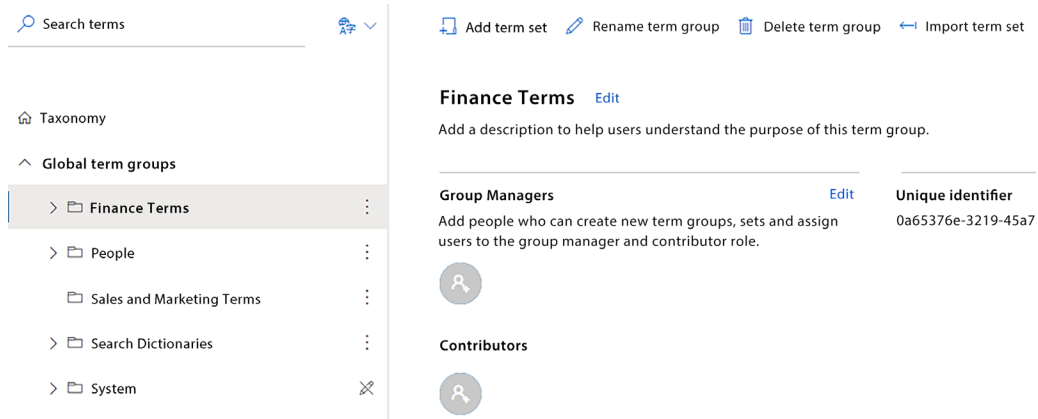 Search terms
Add term set
Rename term group
Delete term group
Import term set
Taxonomy
Global term groups
Finance Terms
People
Sales and Marketing Terms
Search Dictionaries
System
Finance Terms Edit
Add a description to help users understand the purpose of this term group.
Group Managers Edit
Add people who can create new term groups, sets and assign
users to the group manager and contributor role.
Unique identifier
0a65376e-3219-45a7
Contributors